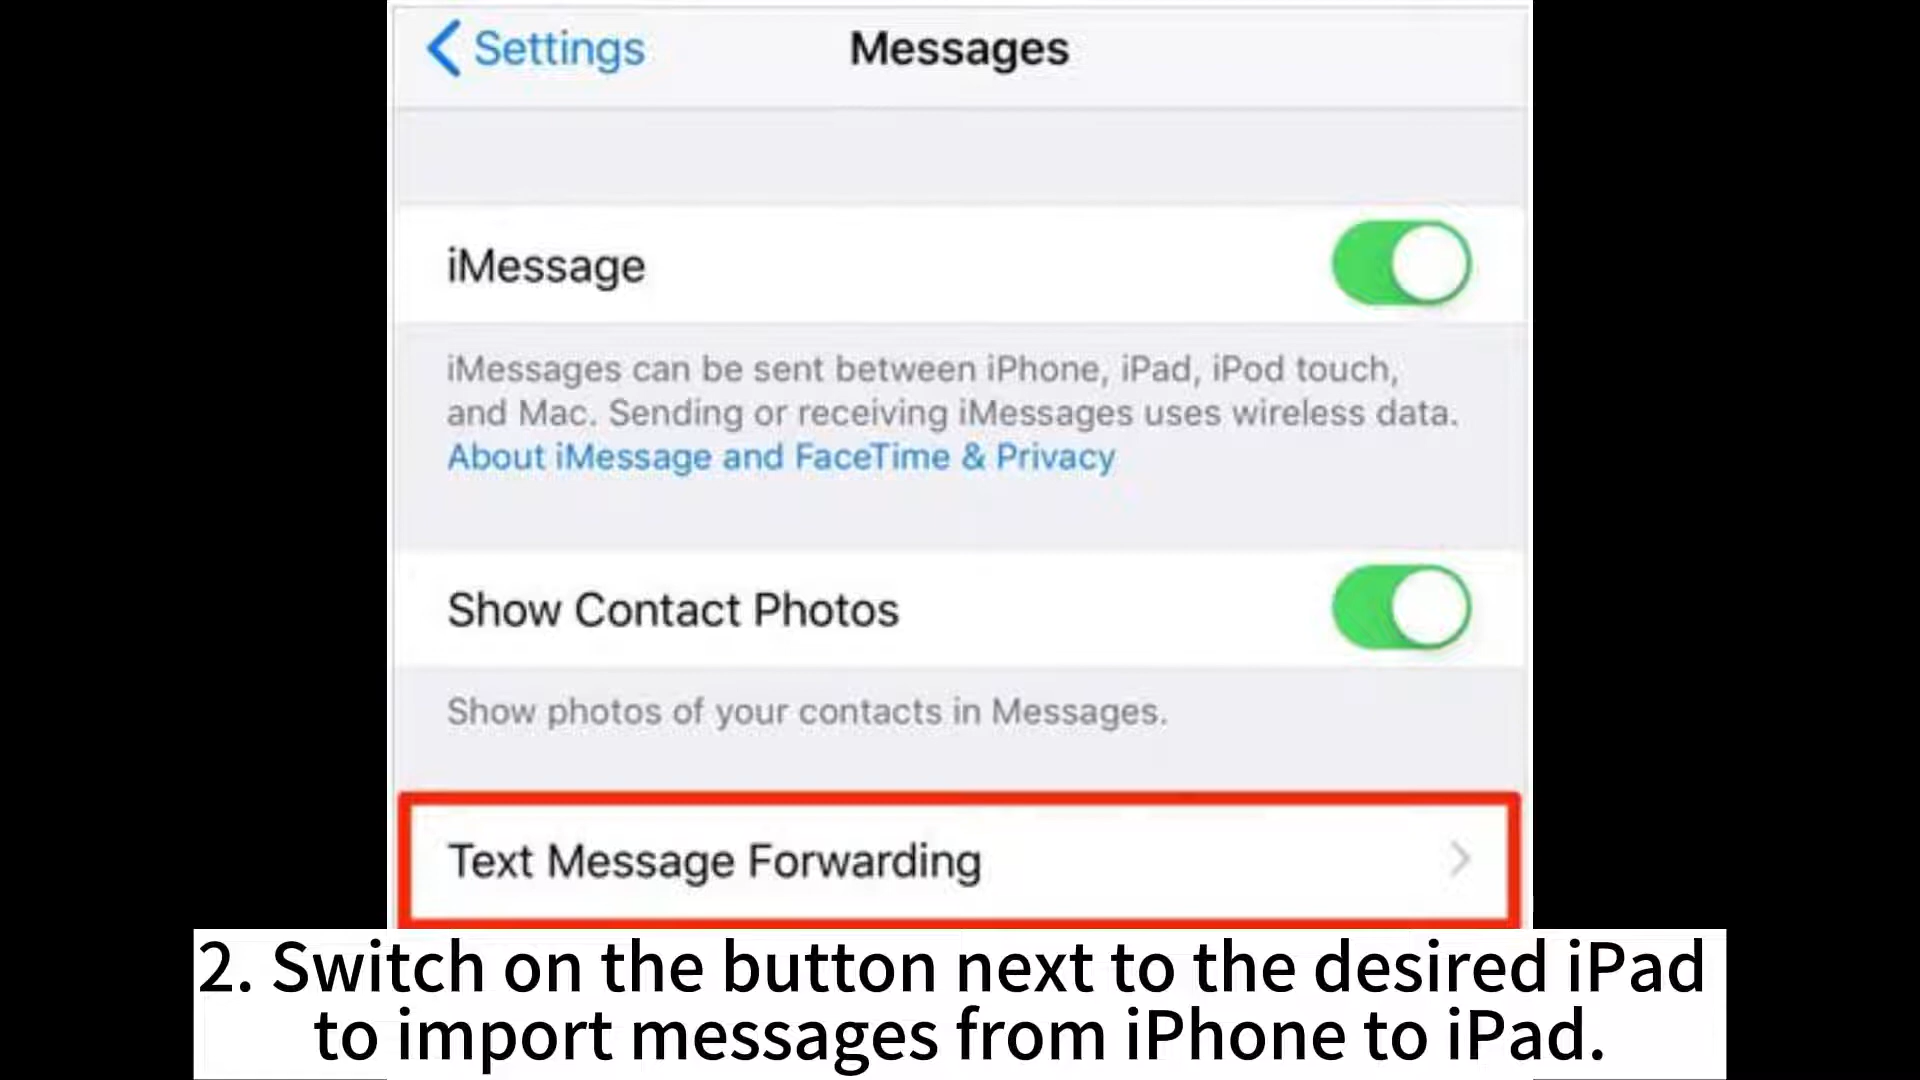 Settings
Messages
iMessage
iMessages can be sent between iPhone, iPad, iPod touch,
and Mac. Sending or receiving iMessages uses wireless data.
About iMessage and FaceTime & Privacy
Show Contact Photos
Show photos of your contacts in Messages.
Text Message Forwarding
2. Switch on the button next to the desired iPad
to import messages from iPhone to iPad.